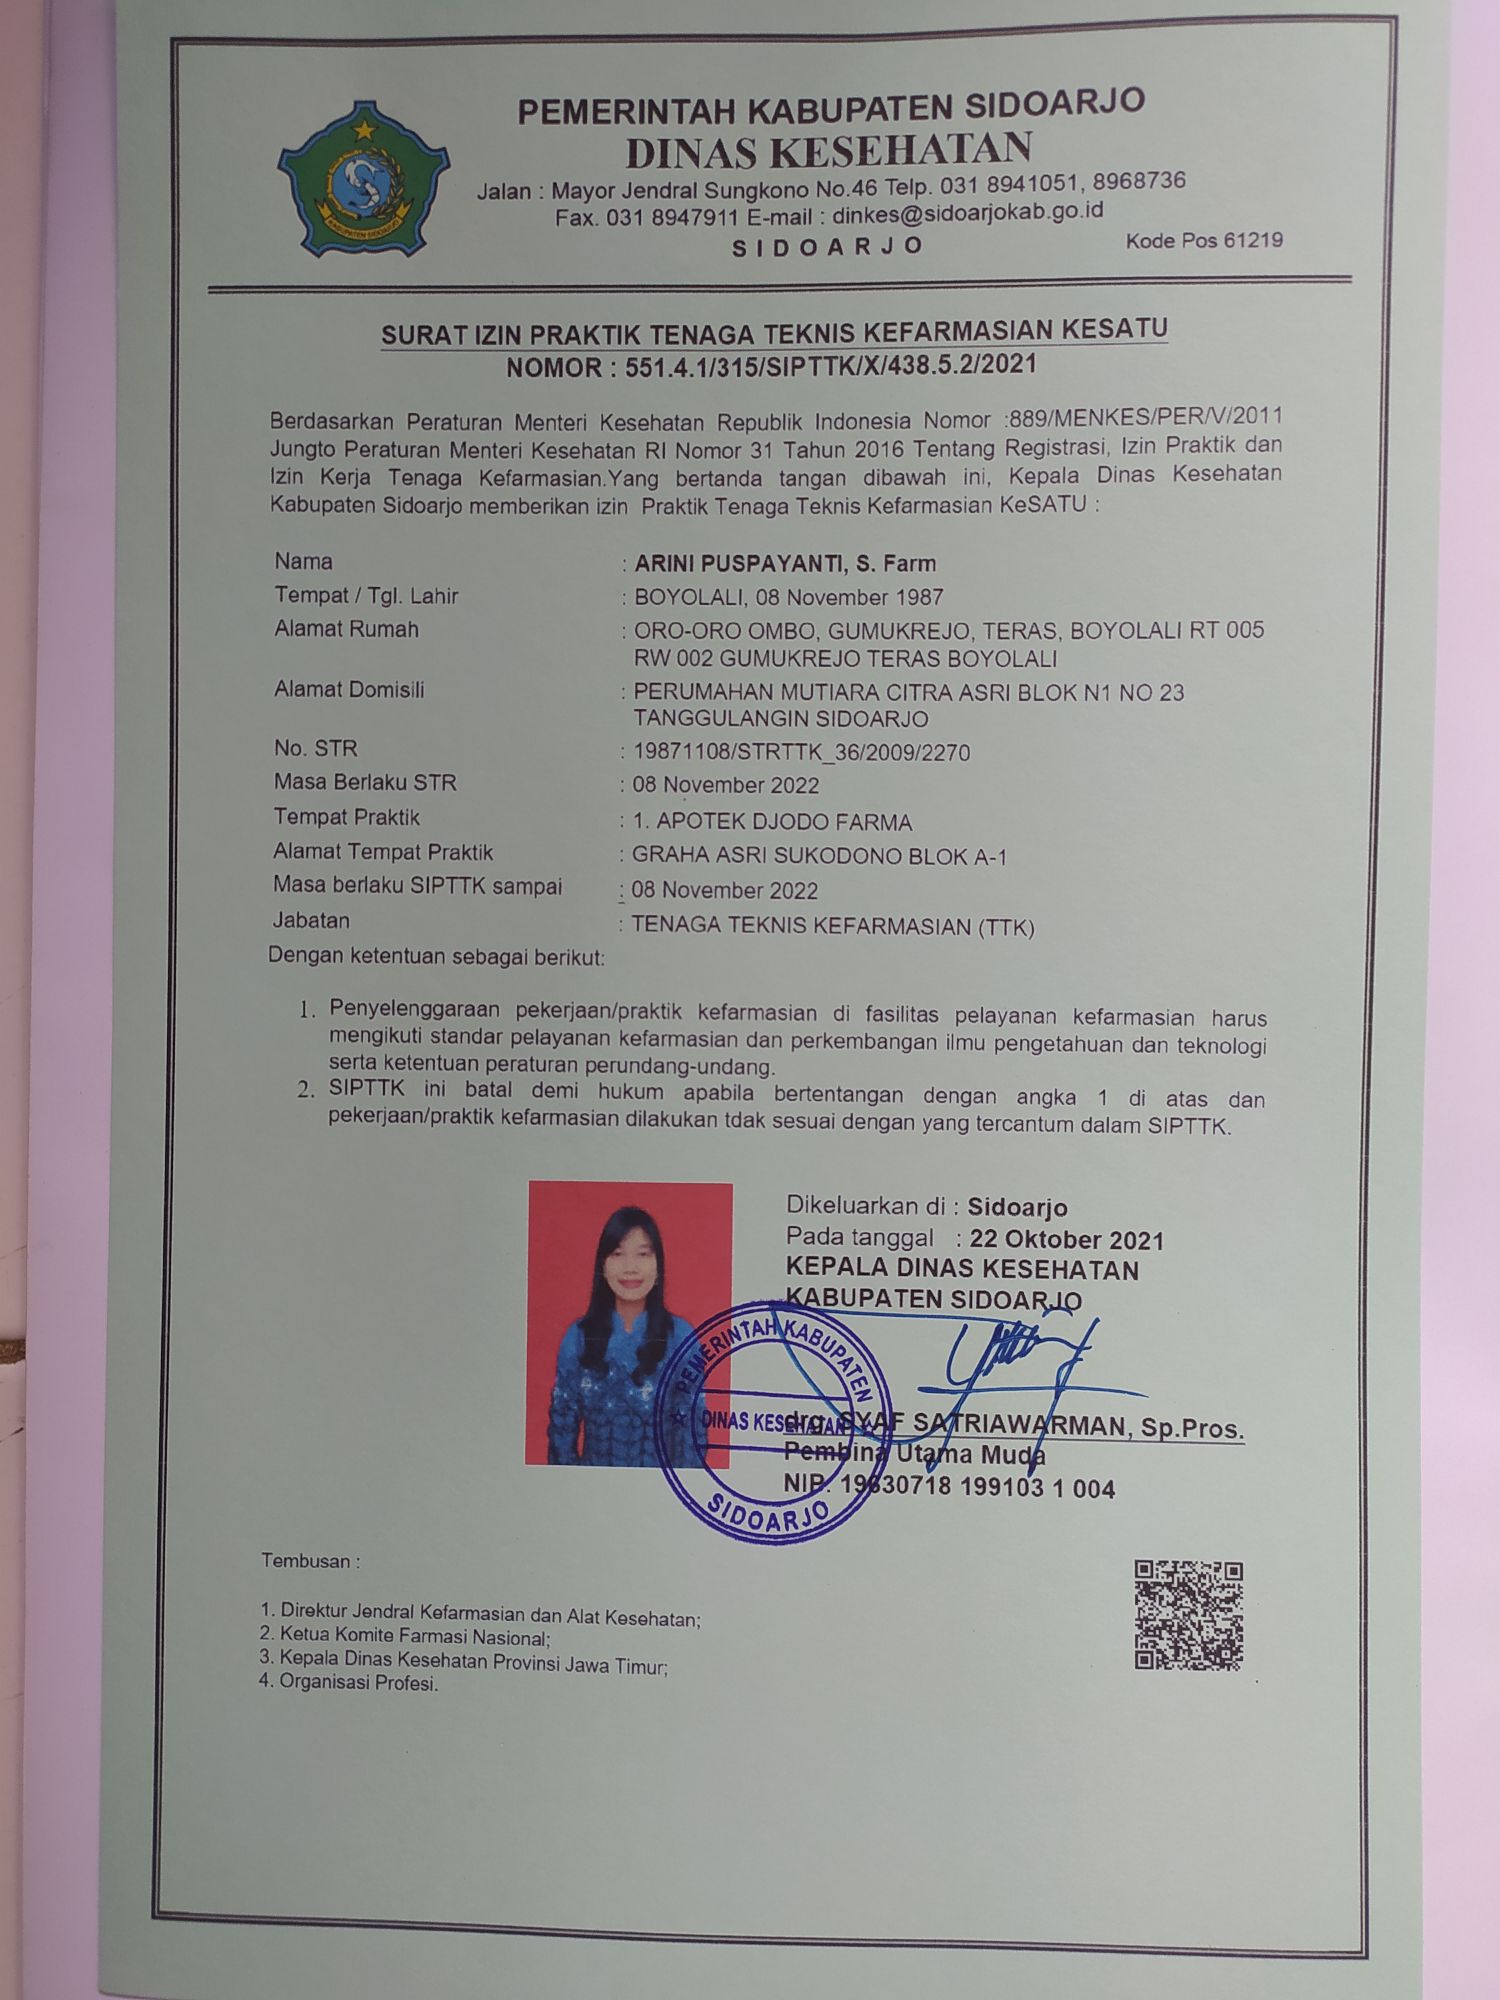 PEMERINTAH KABUPATEN SIDOARJO
DINAS KESEHATAN
Jalan : Mayor Jendral Sungkono No.46 Telp. 031 8941051, 8968736
Fax. 031 8947911 E-mail : dinkes@sidoarjokab.go.id
SIDOARJO
Kode Pos 61219
KABUPATEN SIDOARJO
SURAT IZIN PRAKTIK TENAGA TEKNIS KEFARMASIAN KESATU
NOMOR : 551.4.1/315/SIPTTK/X/438.5.2/2021
Berdasarkan Peraturan Menteri Kesehatan Republik Indonesia Nomor :889/MENKES/PER/V/2011
Jungto Peraturan Menteri Kesehatan RI Nomor 31 Tahun 2016 Tentang Registrasi, Izin Praktik dan
Izin Kerja Tenaga Kefarmasian.Yang bertanda tangan dibawah ini, Kepala Dinas Kesehatan
Kabupaten Sidoarjo memberikan izin Praktik Tenaga Teknis Kefarmasian KeSATU :
Nama : ARINI PUSPAYANTI, S. Farm
Tempat / Tgl. Lahir : BOYOLALI, 08 November 1987
Alamat Rumah : ORO-ORO OMBO, GUMUKREJO, TERAS, BOYOLALI RT 005
RW 002 GUMUKREJO TERAS BOYOLALI
Alamat Domisili : PERUMAHAN MUTIARA CITRA ASRI BLOK N1 NO 23
TANGGULANGIN SIDOARJO
No. STR : 19871108/STRTTK_36/2009/2270
Masa Berlaku STR : 08 November 2022
Tempat Praktik : 1. APOTEK DJODO FARMA
Alamat Tempat Praktik : GRAHA ASRI SUKODONO BLOK A-1
Masa berlaku SIPTTK sampai : 08 November 2022
Jabatan : TENAGA TEKNIS KEFARMASIAN (TTK)
Dengan ketentuan sebagai berikut:
1. Penyelenggaraan pekerjaan/praktik kefarmasian di fasilitas pelayanan kefarmasian harus
mengikuti standar pelayanan kefarmasian dan perkembangan ilmu pengetahuan dan teknologi
serta ketentuan peraturan perundang-undang.
2. SIPTTK ini batal demi hukum apabila bertentangan dengan angka 1 di atas dan
pekerjaan/praktik kefarmasian dilakukan tdak sesuai dengan yang tercantum dalam SIPTTK.
Dikeluarkan di : Sidoarjo
Pada tanggal : 22 Oktober 2021
KEPALA DINAS KESEHATAN
KABUPATEN SIDOARJO
PEMERINTAH KABUPATEN
DINAS KESEHATAN
SIDOARJO
drg. SYAF SATRIAWARMAN, Sp.Pros.
Pembina Utama Muda
NIP. 19630718 199103 1 004
Tembusan :
1. Direktur Jendral Kefarmasian dan Alat Kesehatan;
2. Ketua Komite Farmasi Nasional;
3. Kepala Dinas Kesehatan Provinsi Jawa Timur;
4. Organisasi Profesi.